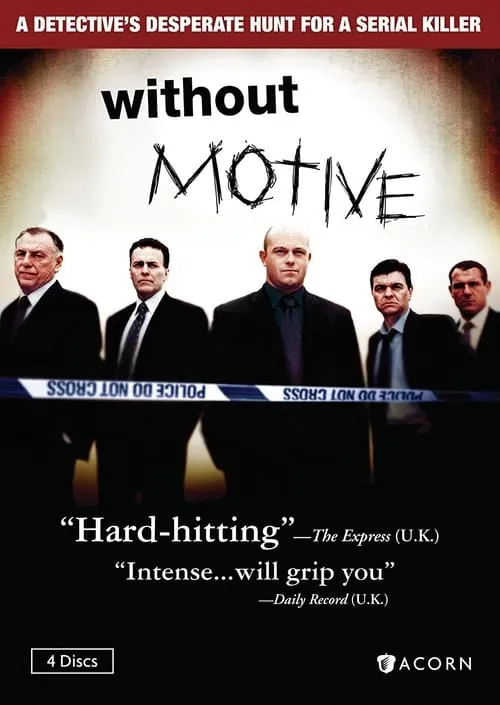 A DETECTIVE'S DESPERATE HUNT FOR A SERIAL KILLER
without
MOTIVE
POLICE DO NOT CROSS POLICE DO NOT CROSS
“Hard-hitting”—The Express (U.K.)
“Intense...will grip you”
—Daily Record (U.K.)
4 Discs
ACORN